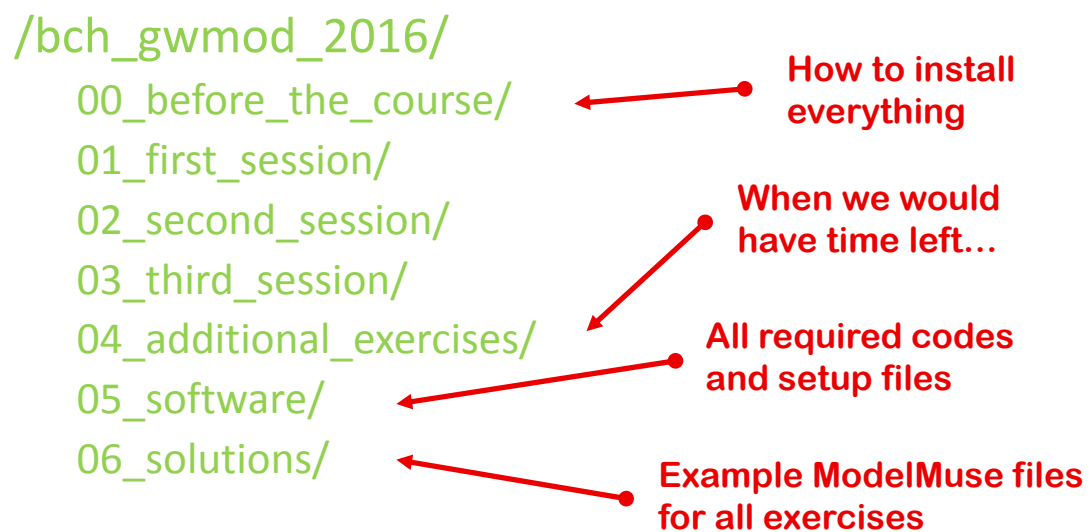 /bch_gwmod_2016/
00_before_the_course/
How to install
everything
01_first_session/
02_second_session/
When we would
have time left...
03_third_session/
04_additional_exercises/
All required codes
and setup files
05_software/
06_solutions/
Example ModelMuse files
for all exercises